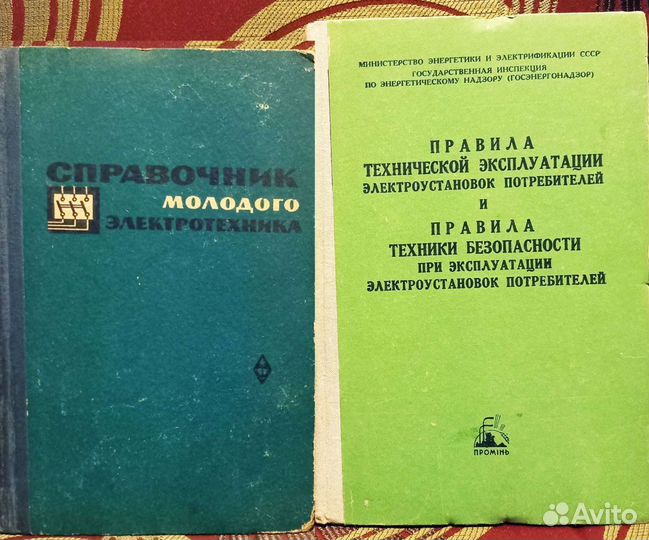 СПРАВОЧНИК
МОЛОДОГО
ЭЛЕКТРОТЕХНИКА
МИНИСТЕРСТВО ЭНЕРГЕТИКИ И ЭЛЕКТРИФИКАЦИИ СССР
ГОСУДАРСТВЕННАЯ ИНСПЕКЦИЯ
ПО ЭНЕРГЕТИЧЕСКОМУ НАДЗОРУ (ГОСЭНЕРГОНАДЗОР)
ПРАВИЛА
ТЕХНИЧЕСКОЙ ЭКСПЛУАТАЦИИ
ЭЛЕКТРОУСТАНОВОК ПОТРЕБИТЕЛЕЙ
И
ПРАВИЛА
ТЕХНИКИ БЕЗОПАСНОСТИ
ПРИ ЭКСПЛУАТАЦИИ
ЭЛЕКТРОУСТАНОВОК ПОТРЕБИТЕЛЕЙ
ПРОМІНЬ
Avito